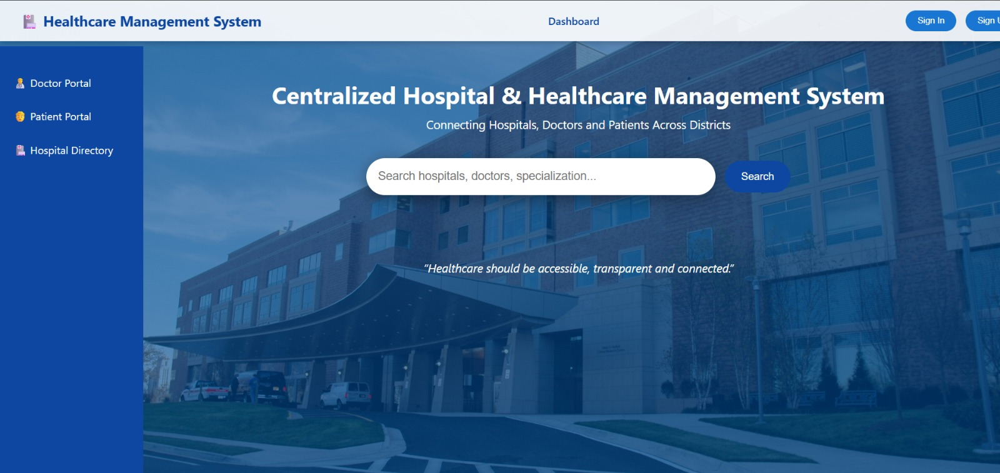 Healthcare Management System
Dashboard
Sign In
Sign
Doctor Portal
Patient Portal
Hospital Directory
Centralized Hospital & Healthcare Management System
Connecting Hospitals, Doctors and Patients Across Districts
Search hospitals, doctors, specialization...
Search
“Healthcare should be accessible, transparent and connected.”